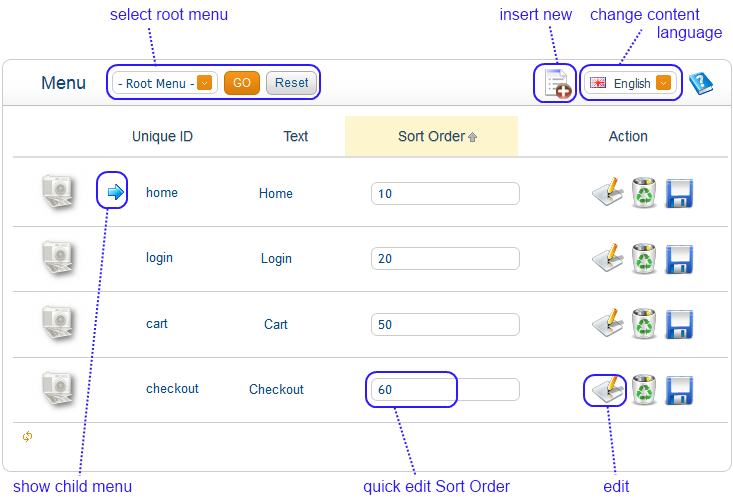 select root menu
insert new
change content
language
Menu
- Root Menu -
GO
Reset
English
?
Unique ID
Text
Sort Order
Action
home
Home
10
login
Login
20
cart
Cart
50
checkout
Checkout
60
show child menu
quick edit Sort Order
edit